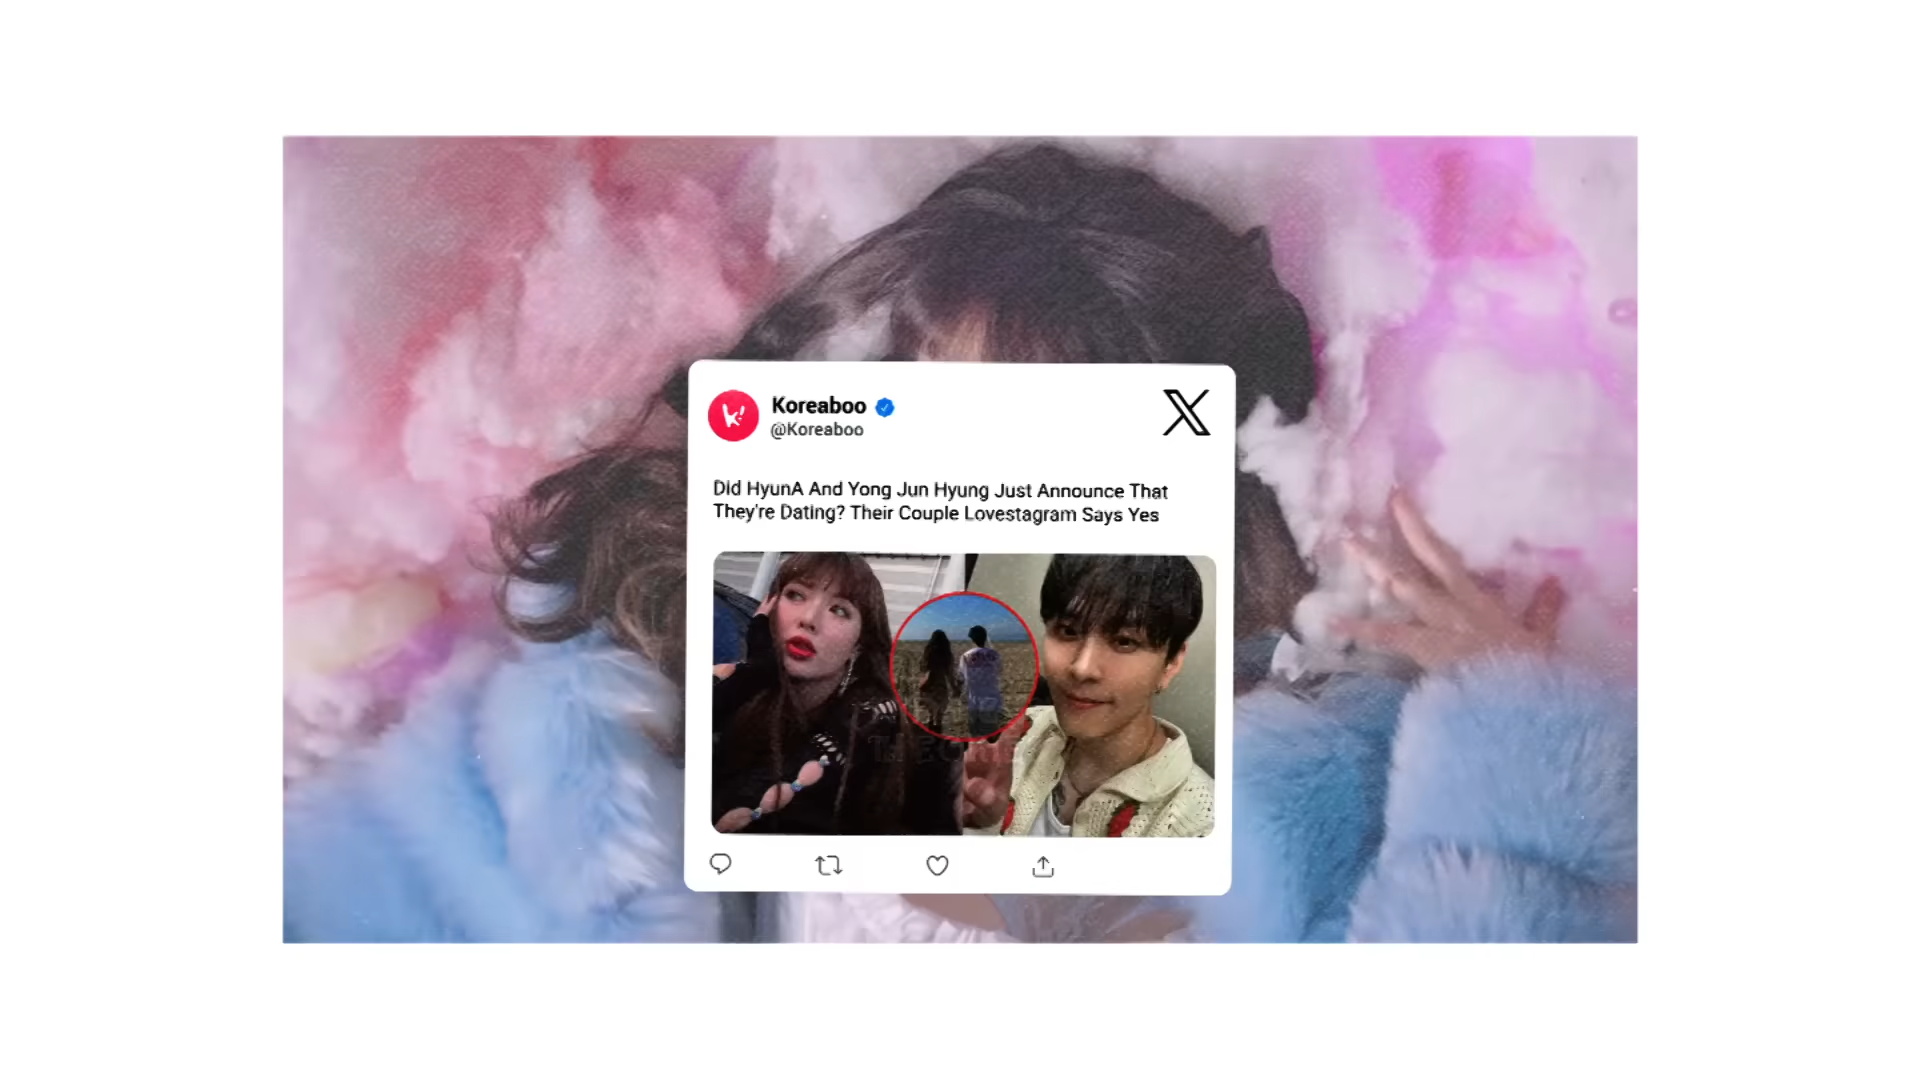 Koreaboo
@Koreaboo
Did HyunA And Yong Jun Hyung Just Announce That
They're Dating? Their Couple Lovestagram Says Yes